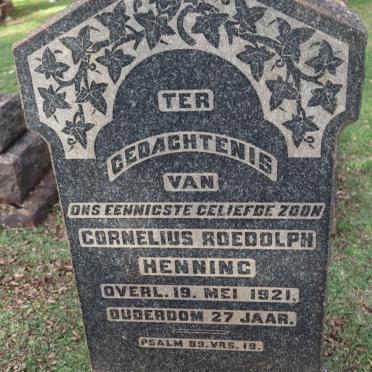 TER
GEDACHTENIS
VAN
ONS EENNIGSTE GELIEFDE ZOON
CORNELIUS ROEDOLPH
HENNING
OVERL. 19. MEI 1921,
OUDERDOM 27 JAAR.
PSALM 89. VRS. 19.